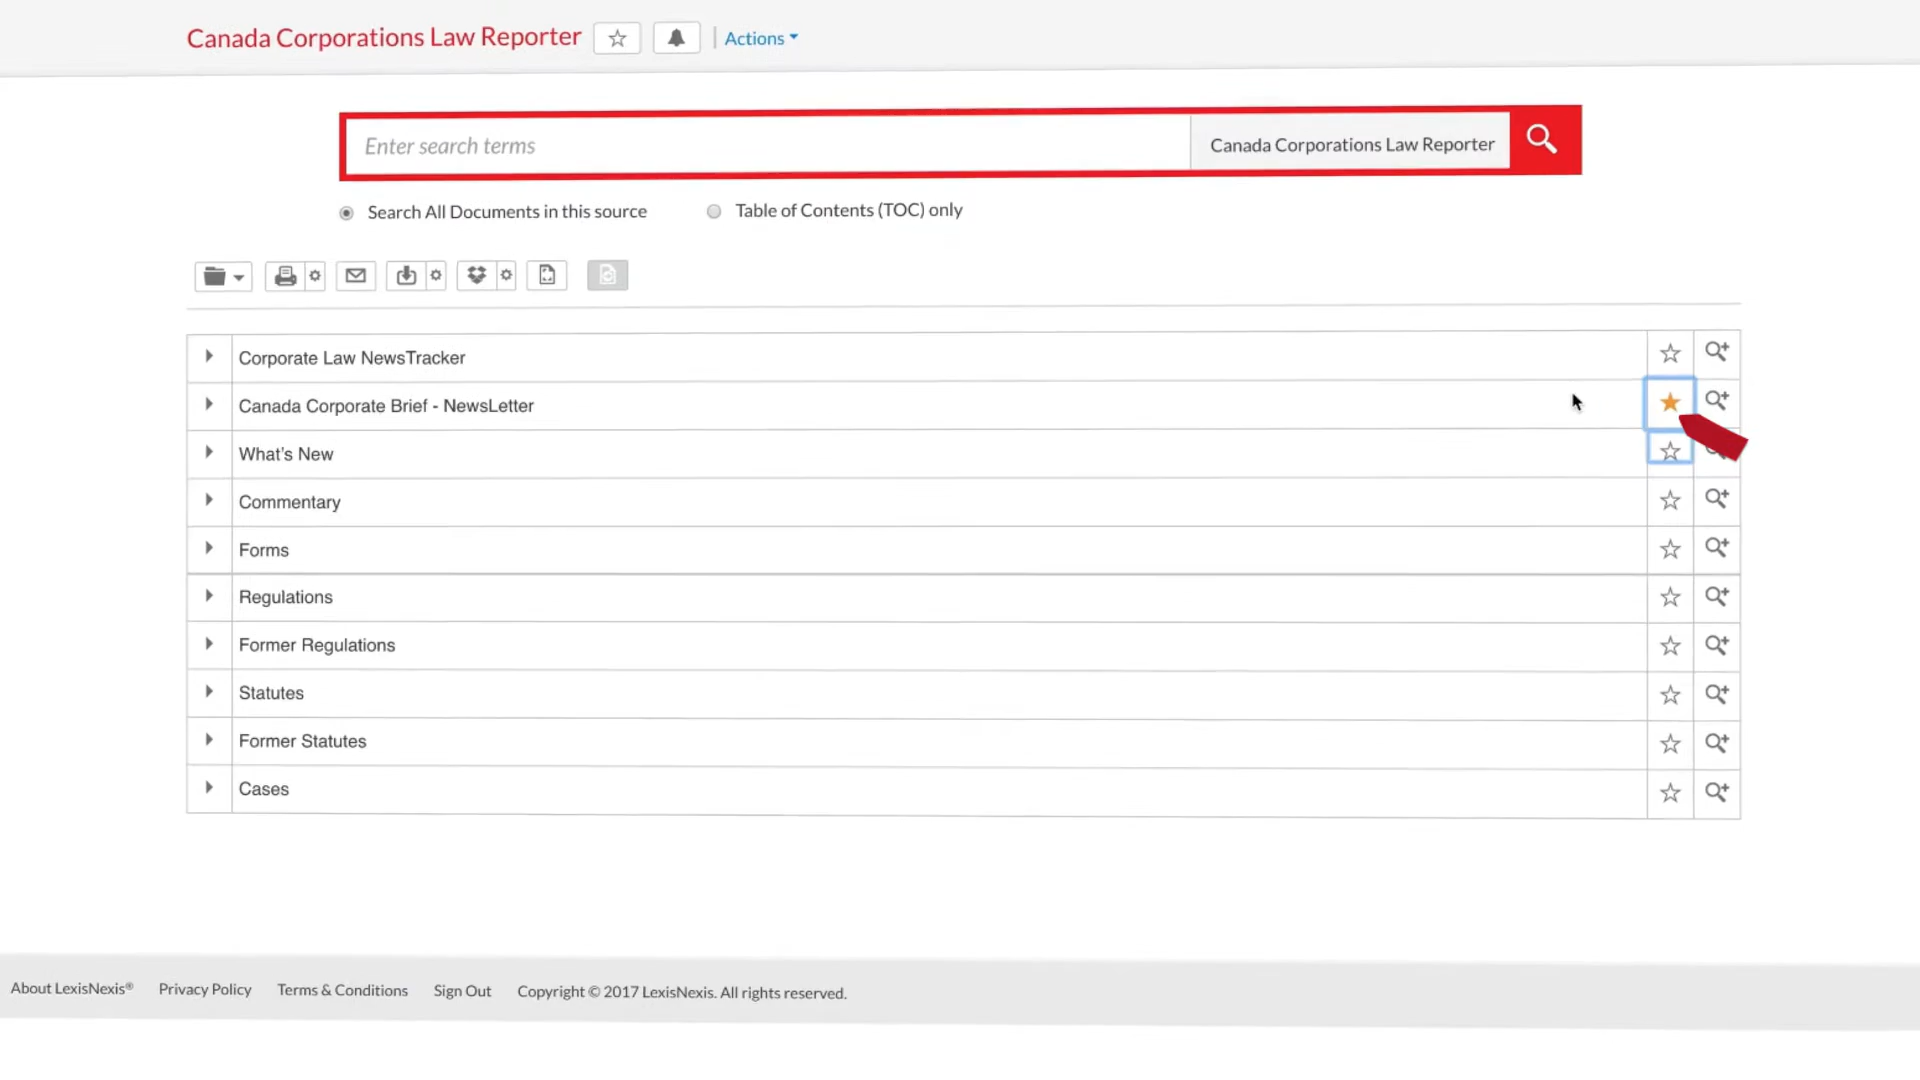 Canada Corporations Law Reporter
Actions
Enter search terms
Canada Corporations Law Reporter
Search All Documents in this source
Table of Contents (TOC) only
Corporate Law NewsTracker
Canada Corporate Brief - NewsLetter
What's New
Commentary
Forms
Regulations
Former Regulations
Statutes
Former Statutes
Cases
About LexisNexis® Privacy Policy Terms & Conditions Sign Out Copyright © 2017 LexisNexis. All rights reserved.